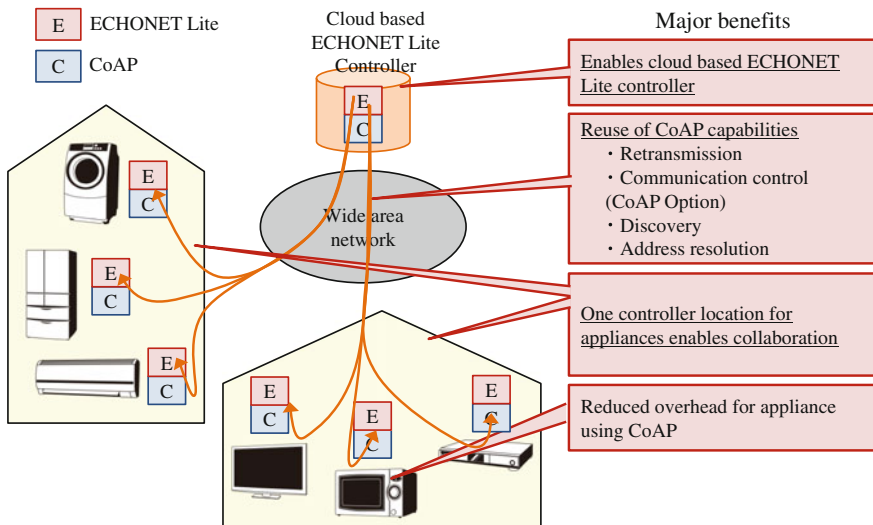 E ECHONET Lite
C CoAP
Cloud based
ECHONET Lite
Controller
E
C
Wide area
network
E
C
E
C
E
C
E
C
E
C
E
C
Major benefits
Enables cloud based ECHONET
Lite controller
Reuse of CoAP capabilities
・Retransmission
・Communication control
(CoAP Option)
・Discovery
・Address resolution
One controller location for
appliances enables collaboration
Reduced overhead for appliance
using CoAP